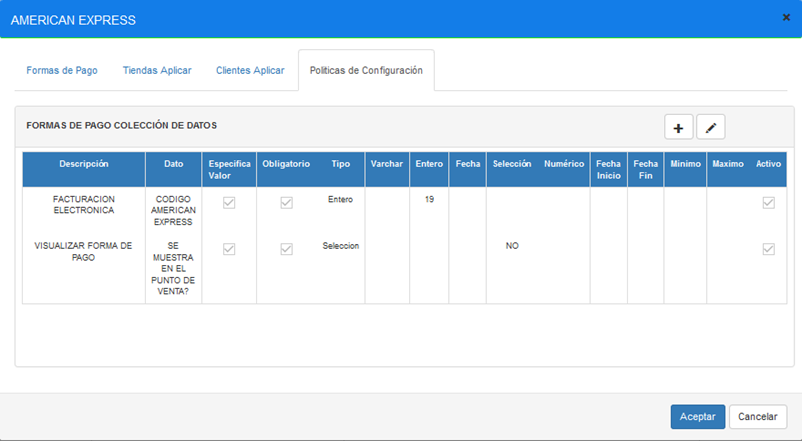 AMERICAN EXPRESS
×
Formas de Pago Tiendas Aplicar Clientes Aplicar Politicas de Configuración
FORMAS DE PAGO COLECCIÓN DE DATOS
Descripción Dato Especifica Valor Obligatorio Tipo Varchar Entero Fecha Selección Numérico Fecha Inicio Fecha Fin Minimo Maximo Activo
FACTURACION ELECTRONICA CODIGO AMERICAN EXPRESS Entero 19
VISUALIZAR FORMA DE PAGO SE MUESTRA EN EL PUNTO DE VENTA? Seleccion NO
Aceptar Cancelar